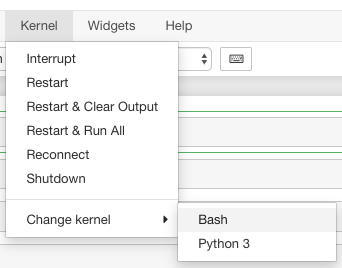 Kernel Widgets Help
Interrupt
Restart
Restart & Clear Output
Restart & Run All
Reconnect
Shutdown
Change kernel
Bash
Python 3